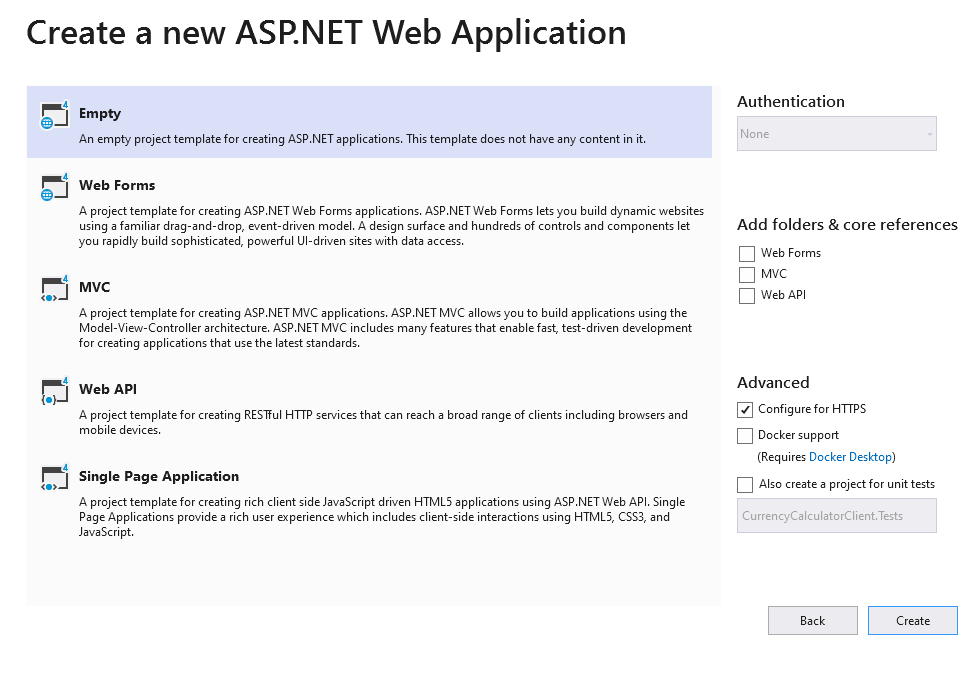 Create a new ASP.NET Web Application
4
Empty
An empty project template for creating ASP.NET applications. This template does not have any content in it.
4
Web Forms
A project template for creating ASP.NET Web Forms applications. ASP.NET Web Forms lets you build dynamic websites
using a familiar drag-and-drop, event-driven model. A design surface and hundreds of controls and components let
you rapidly build sophisticated, powerful UI-driven sites with data access.
4
MVC
A project template for creating ASP.NET MVC applications. ASP.NET MVC allows you to build applications using the
Model-View-Controller architecture. ASP.NET MVC includes many features that enable fast, test-driven development
for creating applications that use the latest standards.
4
Web API
A project template for creating RESTful HTTP services that can reach a broad range of clients including browsers and
mobile devices.
4
Single Page Application
A project template for creating rich client side JavaScript driven HTML5 applications using ASP.NET Web API. Single
Page Applications provide a rich user experience which includes client-side interactions using HTML5, CSS3, and
JavaScript.
Authentication
None
Add folders & core references
Web Forms
MVC
Web API
Advanced
Configure for HTTPS
Docker support
(Requires Docker Desktop)
Also create a project for unit tests
CurrencyCalculatorClient.Tests
Back
Create